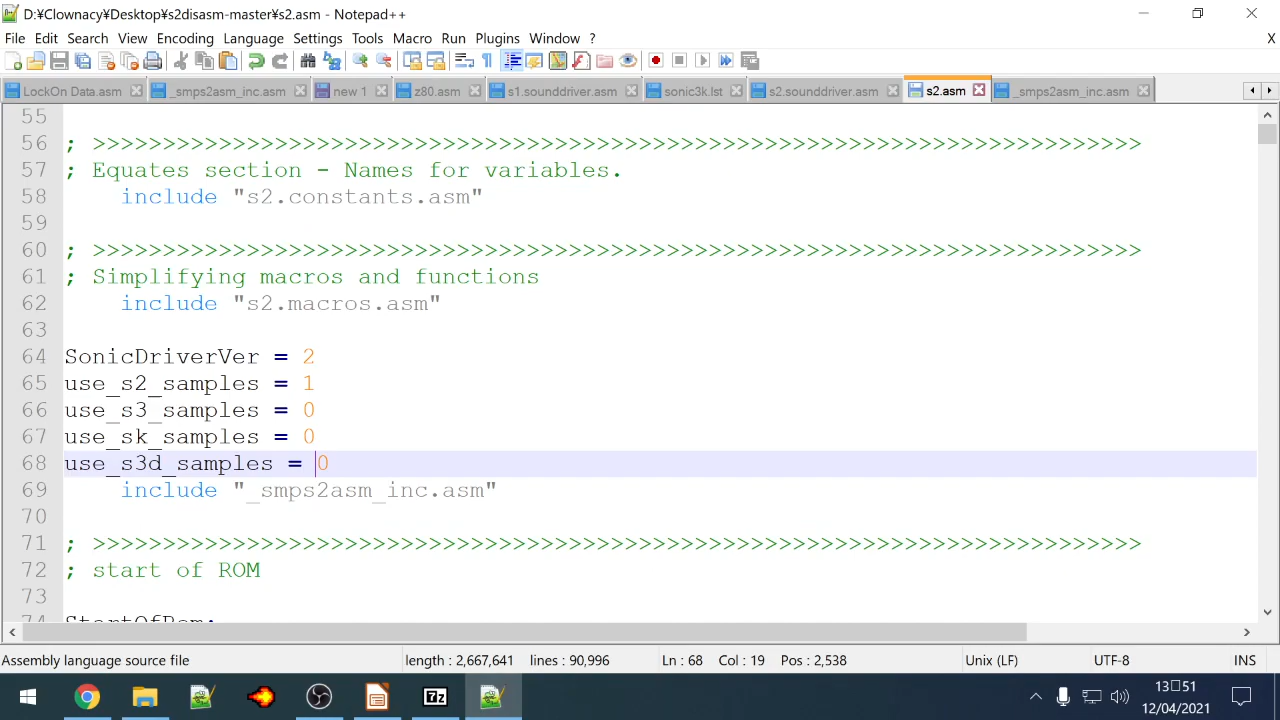 D:¥Clownacy¥Desktop¥s2disasm-master¥s2.asm - Notepad++
File Edit Search View Encoding Language Settings Tools Macro Run Plugins Window ? X
LockOn Data.asm _smps2asm_inc.asm new 1 z80.asm s1.sounddriver.asm sonic3k.lst s2.sounddriver.asm s2.asm _smps2asm_inc.asm
55
56 ; >>>>>>>>>>>>>>>>>>>>>>>>>>>>>>>>>>>>>>>>>>>>>>>>>>>>>>>>>>>>>>>>>>>>>>>>>>>
57 ; Equates section - Names for variables.
58 include "s2.constants.asm"
59
60 ; >>>>>>>>>>>>>>>>>>>>>>>>>>>>>>>>>>>>>>>>>>>>>>>>>>>>>>>>>>>>>>>>>>>>>>>>>>>
61 ; Simplifying macros and functions
62 include "s2.macros.asm"
63
64 SonicDriverVer = 2
65 use_s2_samples = 1
66 use_s3_samples = 0
67 use_sk_samples = 0
68 use_s3d_samples = 0
69 include "_smps2asm_inc.asm"
70
71 ; >>>>>>>>>>>>>>>>>>>>>>>>>>>>>>>>>>>>>>>>>>>>>>>>>>>>>>>>>>>>>>>>>>>>>>>>>>>
72 ; start of ROM
73
74 StartOfRom:
Assembly language source file length : 2,667,641 lines : 90,996 Ln : 68 Col : 19 Pos : 2,538 Unix (LF) UTF-8 INS
7z
13□51
12/04/2021